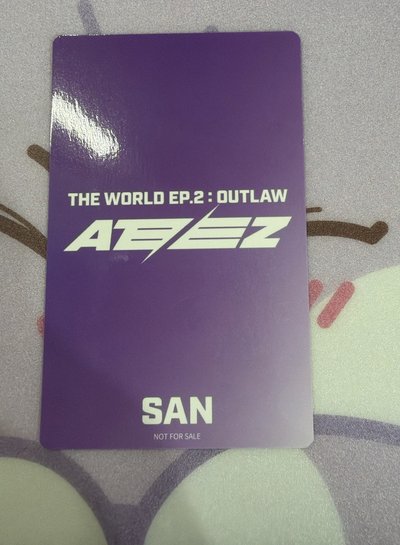 THE WORLD EP.2 : OUTLAW
ATEEZ
SAN
NOT FOR SALE